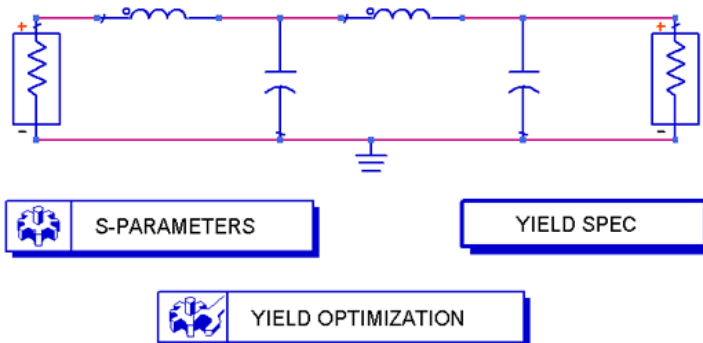 +
+
-
-
S-PARAMETERS
YIELD SPEC
YIELD OPTIMIZATION